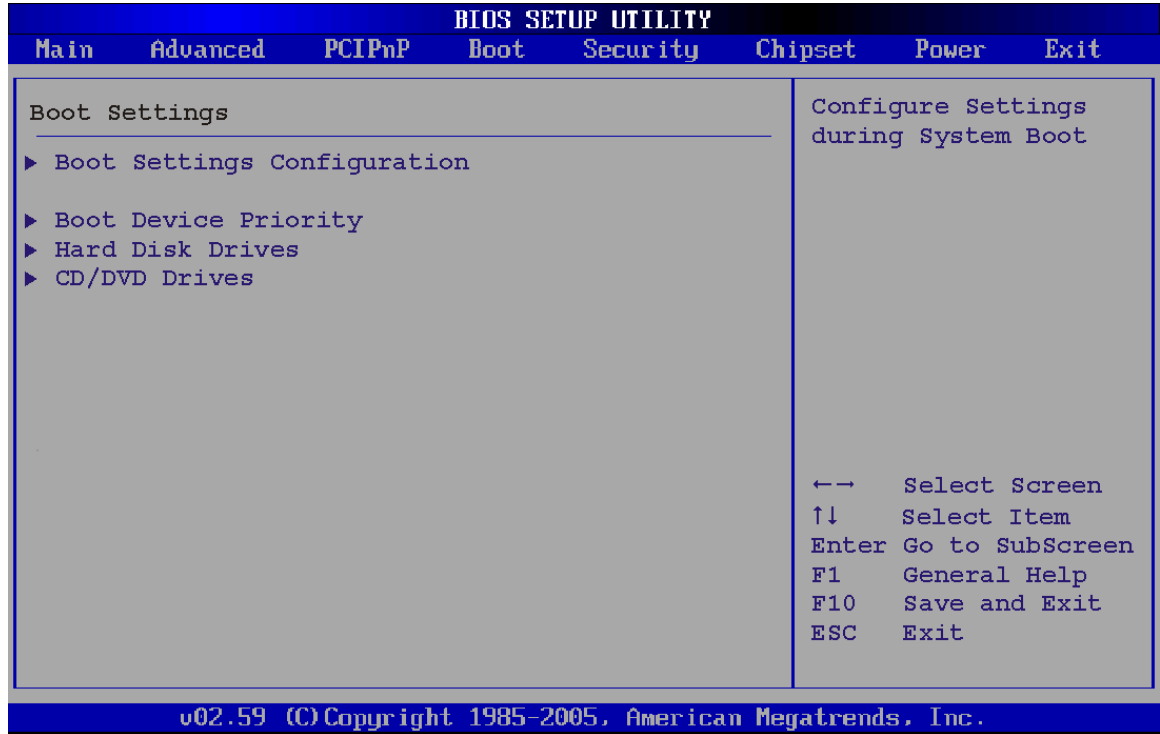 BIOS SETUP UTILITY
Main Advanced PCIPnP Boot Security Chipset Power Exit
Boot Settings
▶ Boot Settings Configuration
▶ Boot Device Priority
▶ Hard Disk Drives
▶ CD/DVD Drives
Configure Settings
during System Boot
←→ Select Screen
↑↓ Select Item
Enter Go to SubScreen
F1 General Help
F10 Save and Exit
ESC Exit
v02.59 (C)Copyright 1985-2005, American Megatrends, Inc.